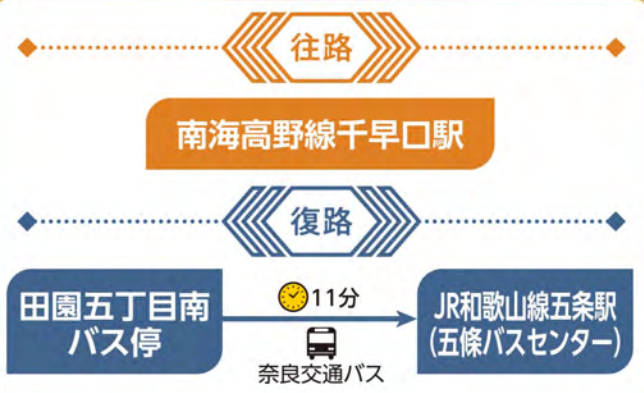 往路
南海高野線千早口駅
復路
田園五丁目南
バス停
11分
奈良交通バス
JR和歌山線五条駅
(五條バスセンター)